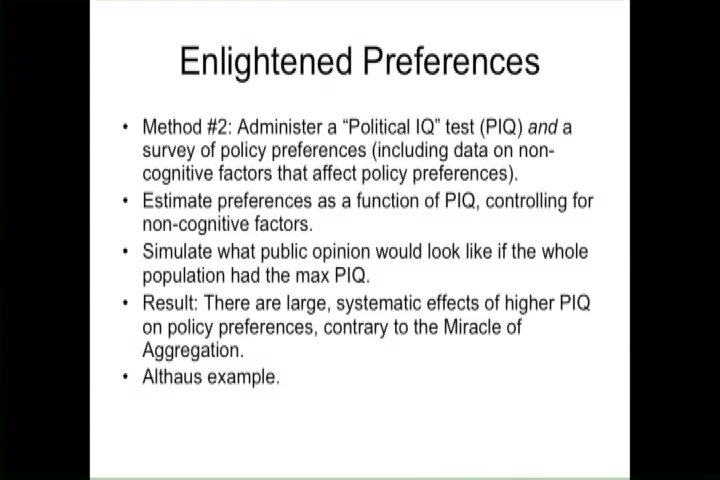 Enlightened Preferences
• Method #2: Administer a “Political IQ” test (PIQ) and a
survey of policy preferences (including data on non-
cognitive factors that affect policy preferences).
• Estimate preferences as a function of PIQ, controlling for
non-cognitive factors.
• Simulate what public opinion would look like if the whole
population had the max PIQ.
• Result: There are large, systematic effects of higher PIQ
on policy preferences, contrary to the Miracle of
Aggregation.
• Althaus example.